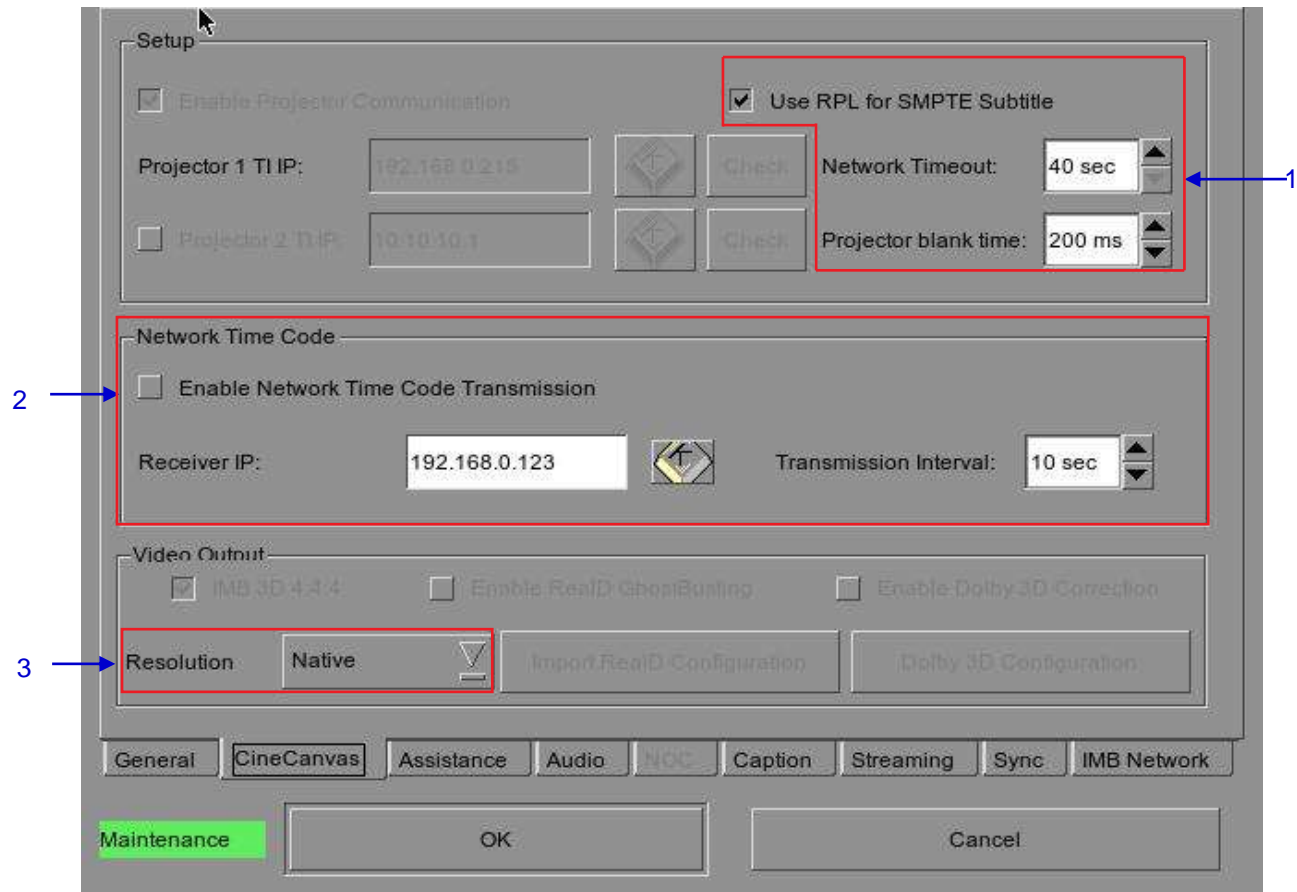 Setup
Enable Projector Communication
Use RPL for SMPTE Subtitle
Projector 1 TI IP: 192.168.0.215 Check Network Timeout: 40 sec
1
Projector 2 TI IP: 10.10.10.1 Check Projector blank time: 200 ms
Network Time Code
2
Enable Network Time Code Transmission
Receiver IP: 192.168.0.123 Transmission Interval: 10 sec
Video Output
IMB 3D 4:4:4 Enable RealD GhostBusting Enable Dolby 3D Correction
3
Resolution Native Import RealD Configuration Dolby 3D Configuration
General CineCanvas Assistance Audio NOC Caption Streaming Sync IMB Network
Maintenance OK Cancel